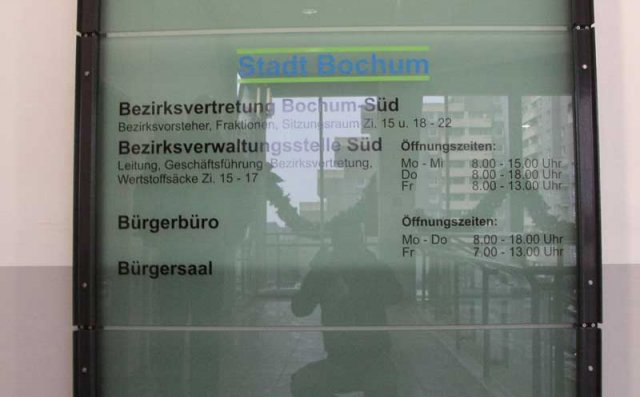 Stadt Bochum
Bezirksvertretung Bochum-Süd
Bezirksvorsteher, Fraktionen, Sitzungsraum Zi. 15 u. 18 - 22
Bezirksverwaltungsstelle Süd
Leitung, Geschäftsführung Bezirksvertretung,
Wertstoffsäcke Zi. 15 - 17
Öffnungszeiten:
Mo - Mi 8.00 - 15.00 Uhr
Do 8.00 - 18.00 Uhr
Fr 8.00 - 13.00 Uhr
Bürgerbüro
Öffnungszeiten:
Mo - Do 8.00 - 18.00 Uhr
Fr 7.00 - 13.00 Uhr
Bürgersaal